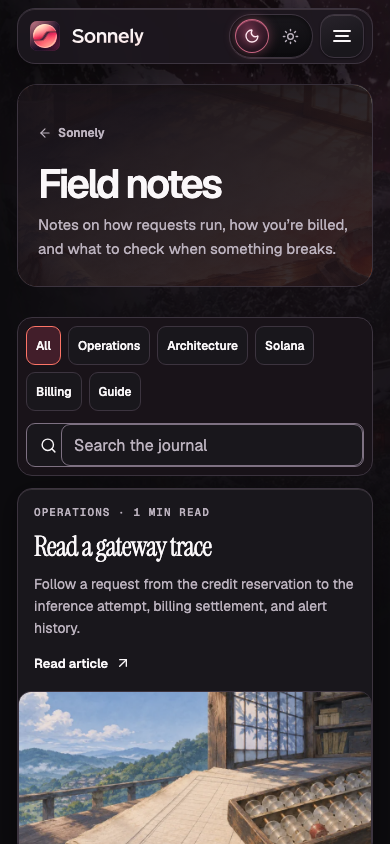 Sonnely
← Sonnely
Field notes
Notes on how requests run, how you’re billed,
and what to check when something breaks.
All Operations Architecture Solana
Billing Guide
Search the journal
OPERATIONS · 1 MIN READ
Read a gateway trace
Follow a request from the credit reservation to the
inference attempt, billing settlement, and alert
history.
Read article ↗